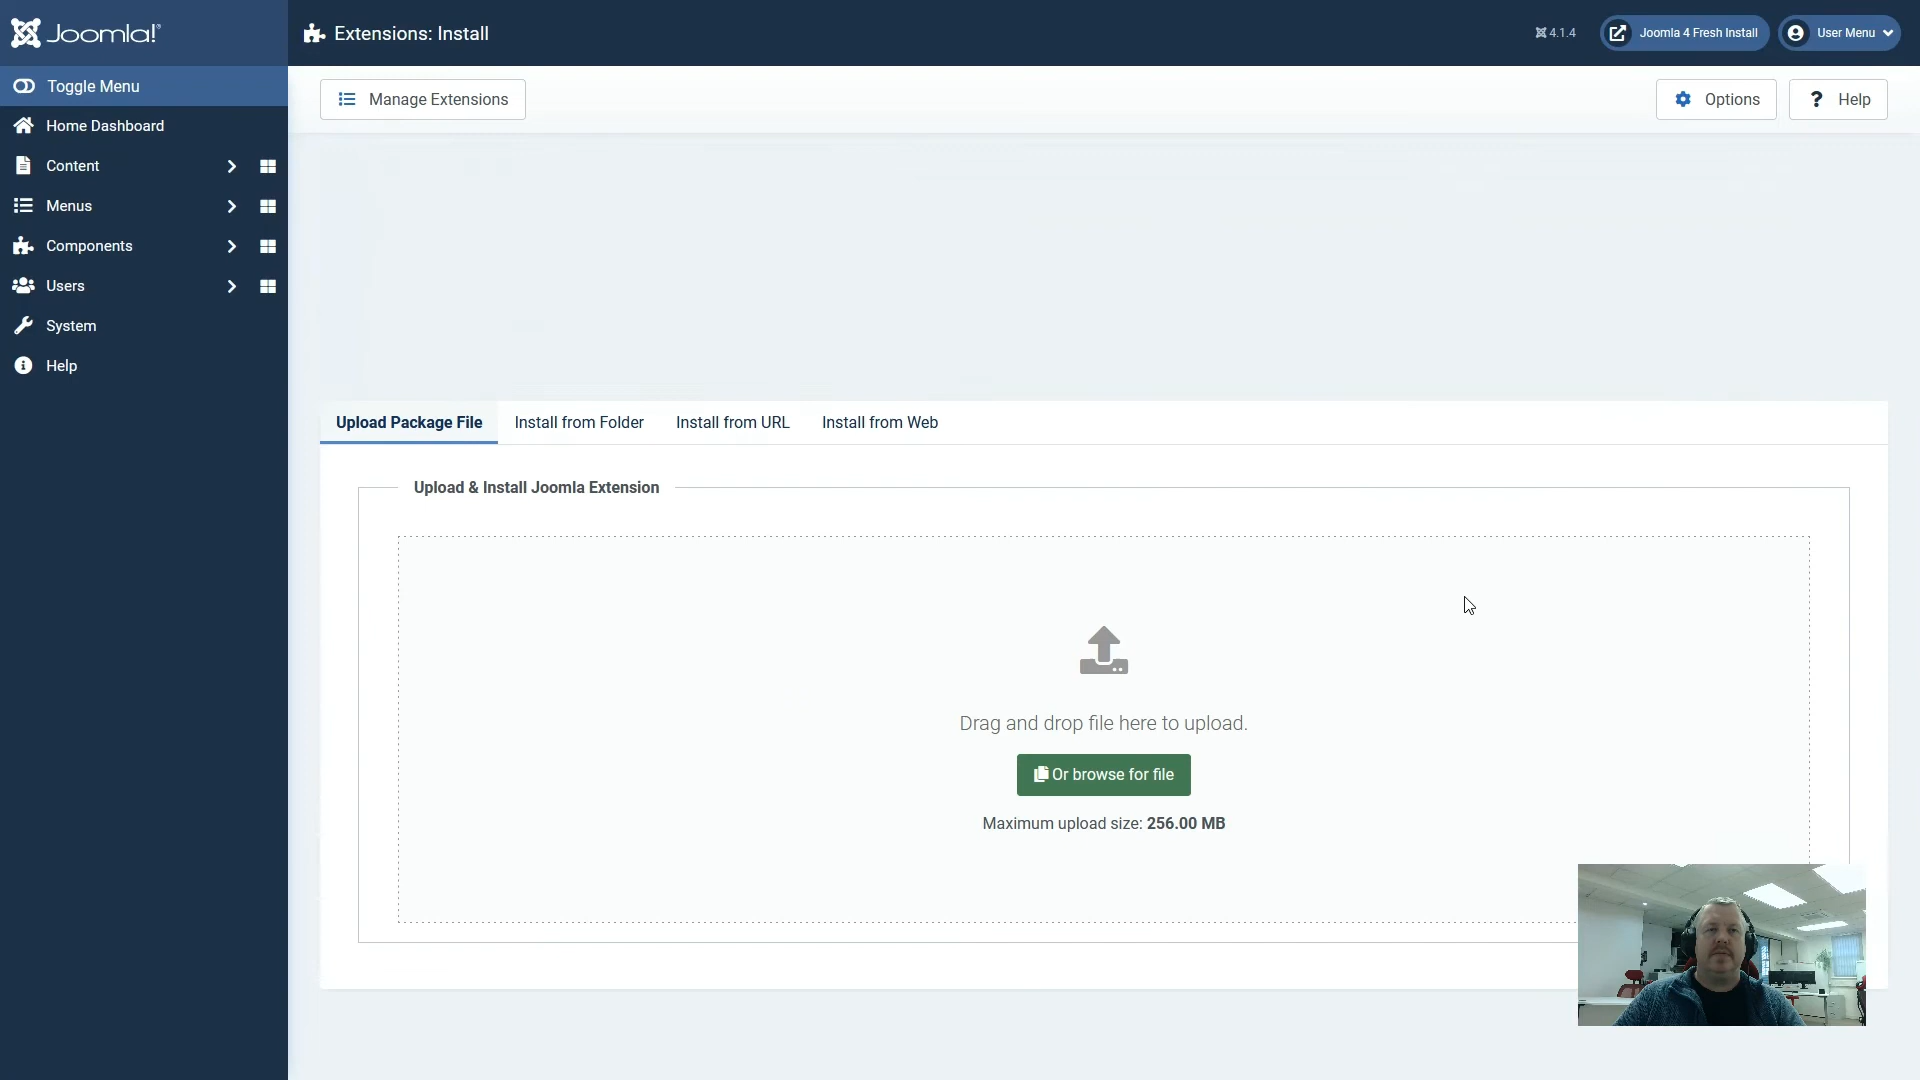 Joomla!
Extensions: Install
4.1.4
Joomla 4 Fresh Install
User Menu
Toggle Menu
Manage Extensions
Options
? Help
Home Dashboard
Content
Menus
Components
Users
System
Help
Upload Package File
Install from Folder
Install from URL
Install from Web
Upload & Install Joomla Extension
Drag and drop file here to upload.
Or browse for file
Maximum upload size: 256.00 MB